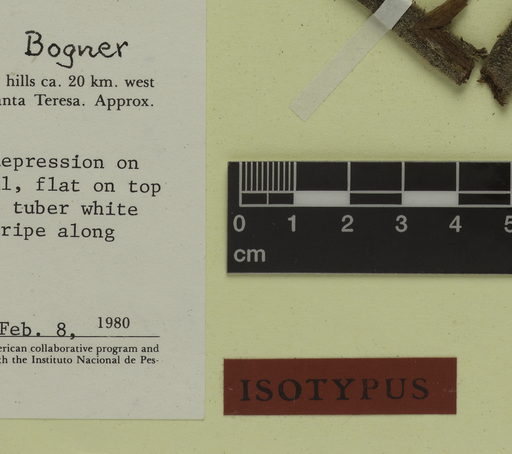 Bogner
hills ca. 20 km. west
anta Teresa. Approx.
epression on
l, flat on top
tuber white
ripe along
Feb. 8, 1980
erican collaborative program and
th the Instituto Nacional de Pes-
0 1 2 3 4 5
cm
ISOTYPUS